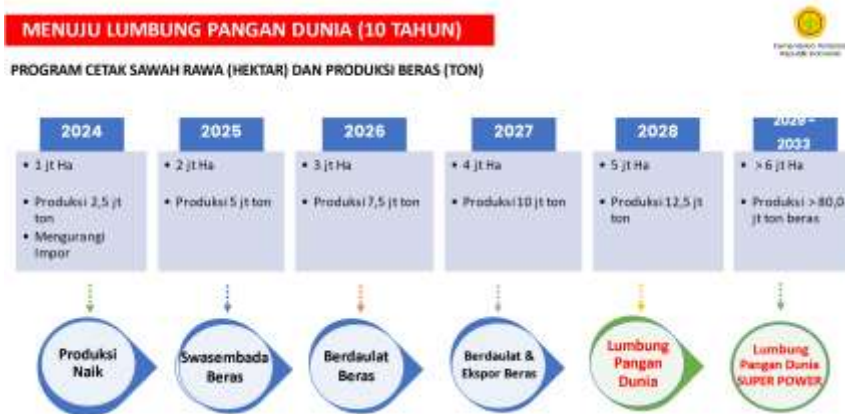 MENUJU LUMBUNG PANGAN DUNIA (10 TAHUN)
Kementerian Pertanian
Republik Indonesia
PROGRAM CETAK SAWAH RAWA (HEKTAR) DAN PRODUKSI BERAS (TON)
2024
• 1 jt Ha
• Produksi 2,5 jt
ton
• Mengurangi
Impor
Produksi
Naik
2025
• 2 jt Ha
• Produksi 5 jt ton
Swasembada
Beras
2026
• 3 jt Ha
• Produksi 7,5 jt ton
Berdaulat
Beras
2027
• 4 jt Ha
• Produksi 10 jt ton
Berdaulat &
Ekspor Beras
2028
• 5 jt Ha
• Produksi 12,5 jt
ton
Lumbung
Pangan
Dunia
2029 -
2033
• > 6 jt Ha
• Produksi > 80,0
jt ton beras
Lumbung
Pangan Dunia
SUPER POWER